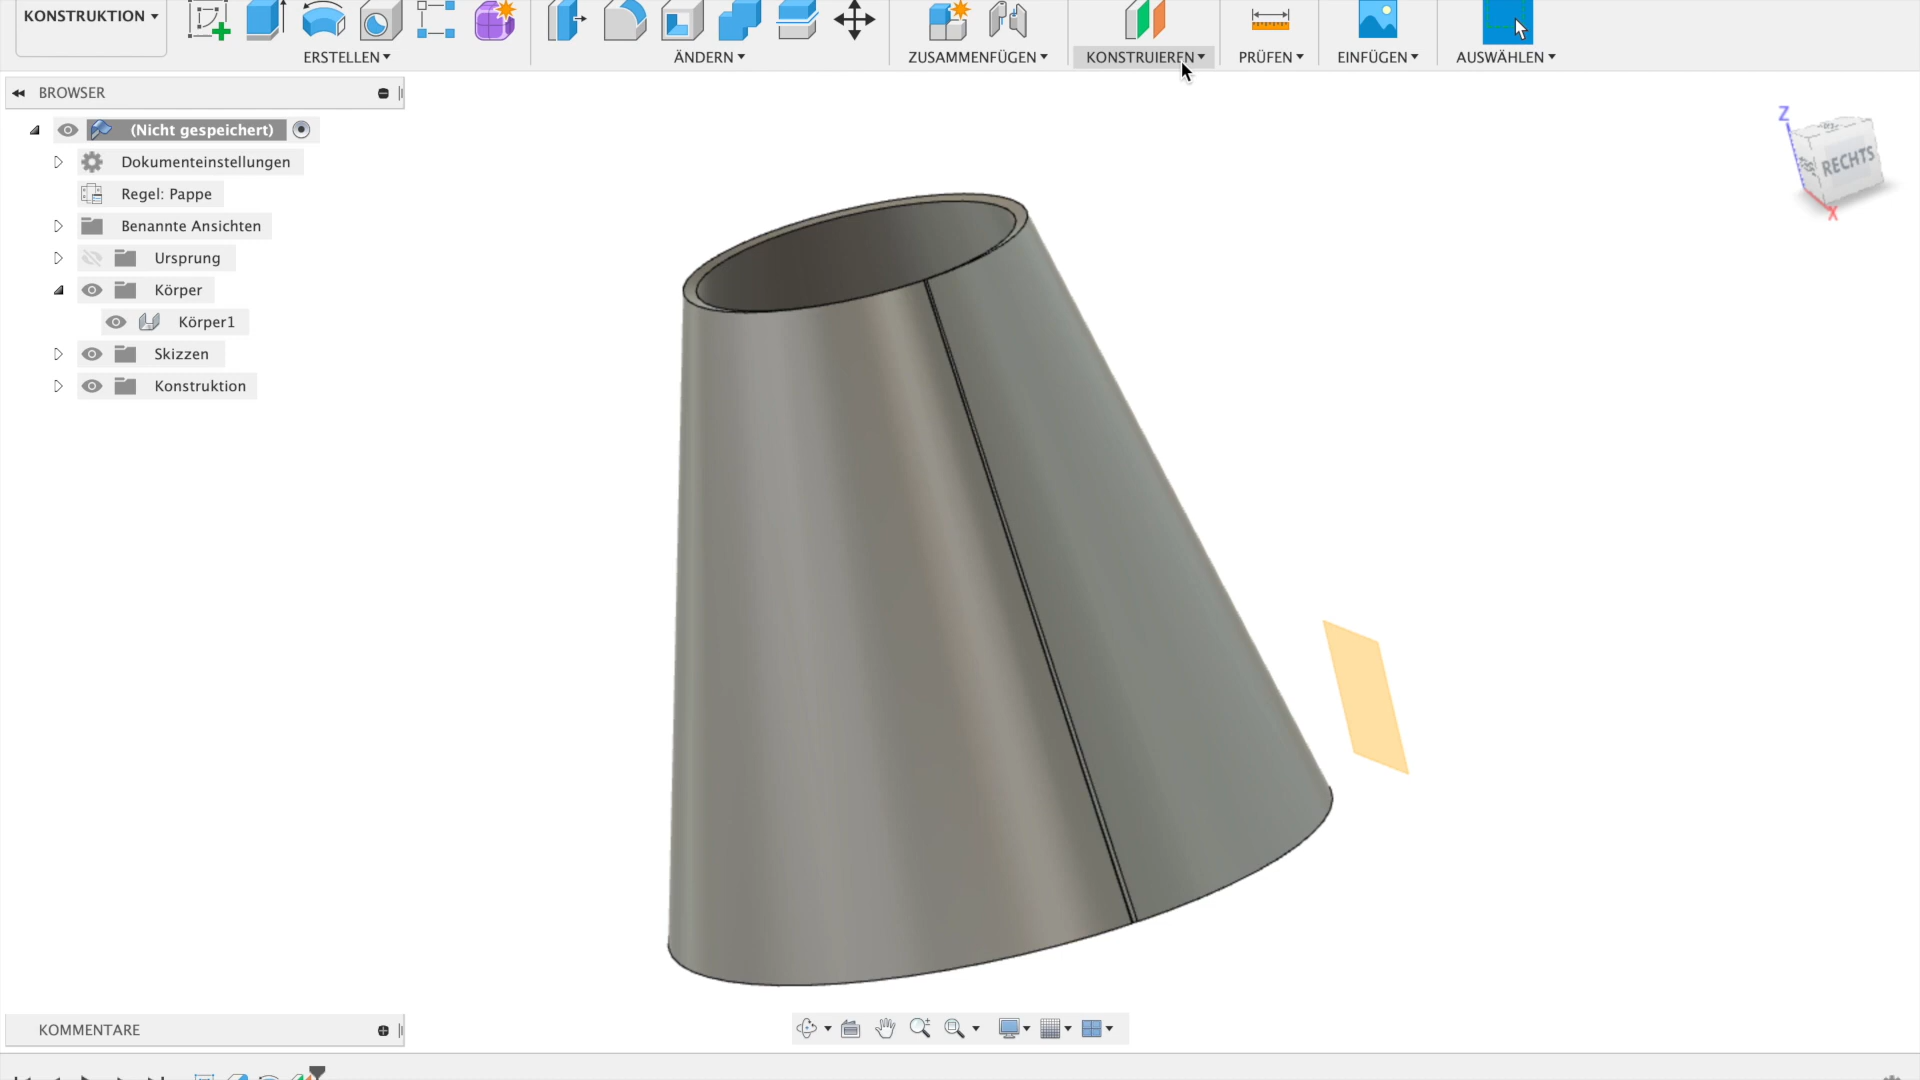 KONSTRUKTION
ERSTELLEN
ÄNDERN
ZUSAMMENFÜGEN
KONSTRUIEREN
PRÜFEN
EINFÜGEN
AUSWÄHLEN
BROWSER
(Nicht gespeichert)
Dokumenteinstellungen
Regel: Pappe
Benannte Ansichten
Ursprung
Körper
Körper1
Skizzen
Konstruktion
Z
RECHTS
X
KOMMENTARE